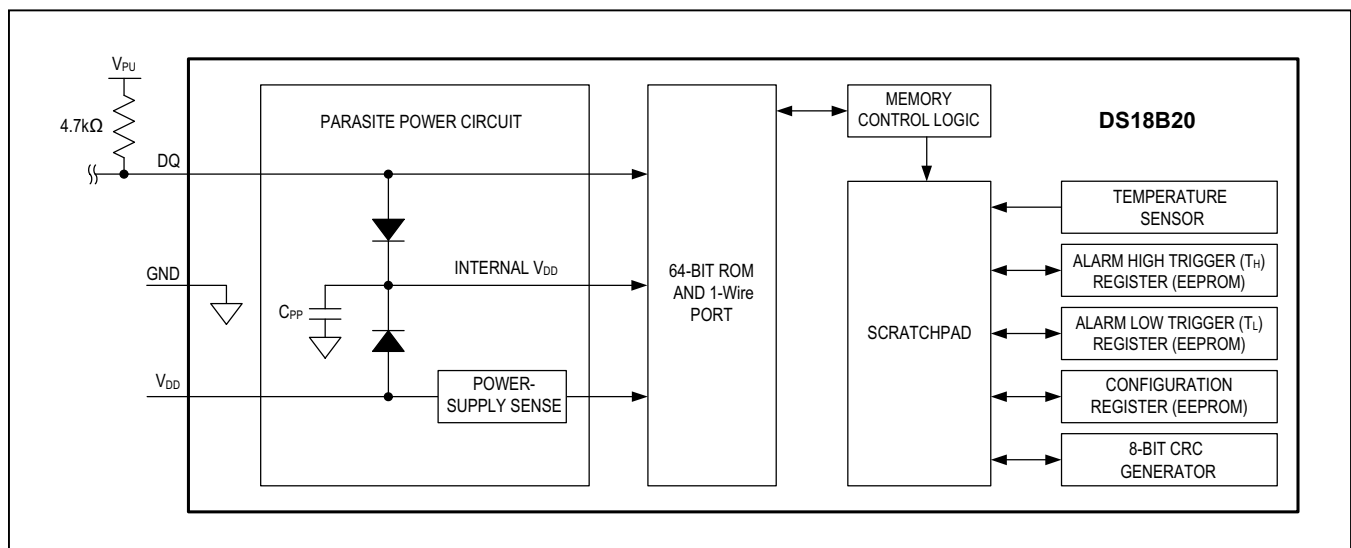 VPU
4.7kΩ
DQ
GND
VDD
PARASITE POWER CIRCUIT
INTERNAL VDD
CPP
POWER-
SUPPLY SENSE
64-BIT ROM
AND 1-Wire
PORT
MEMORY
CONTROL LOGIC
SCRATCHPAD
DS18B20
TEMPERATURE
SENSOR
ALARM HIGH TRIGGER (TH)
REGISTER (EEPROM)
ALARM LOW TRIGGER (TL)
REGISTER (EEPROM)
CONFIGURATION
REGISTER (EEPROM)
8-BIT CRC
GENERATOR